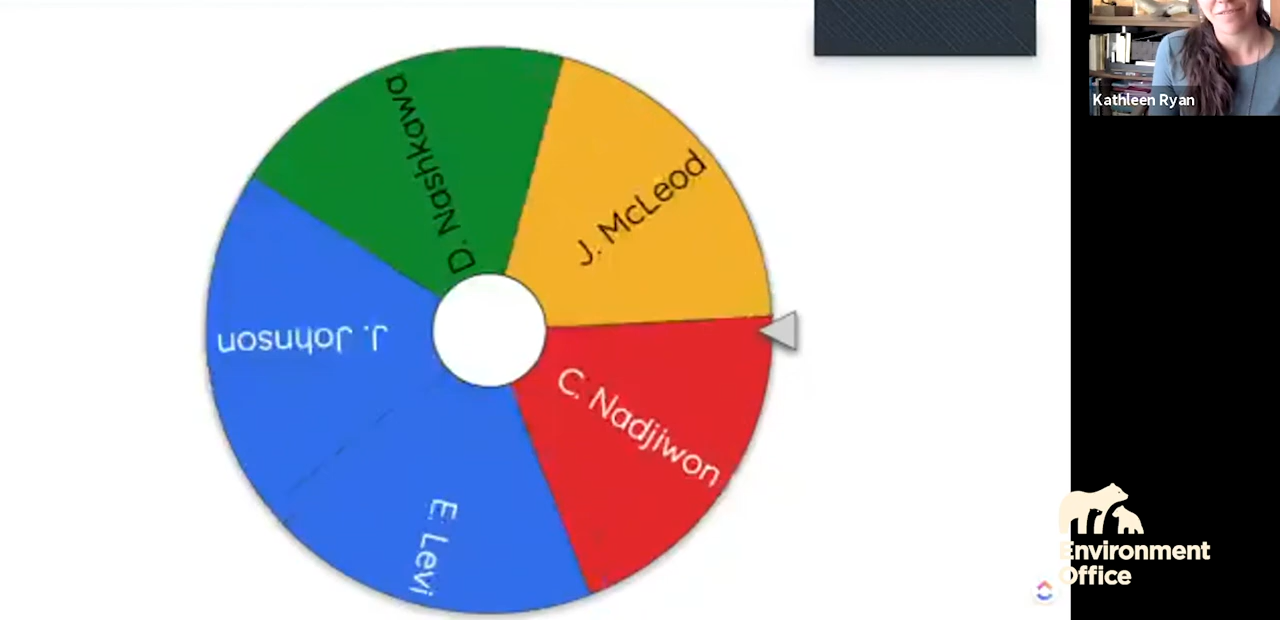 D. Nashkawa
J. McLeod
J. Johnson
C. Nadjiwon
E. Levi
Kathleen Ryan
Environment
Office